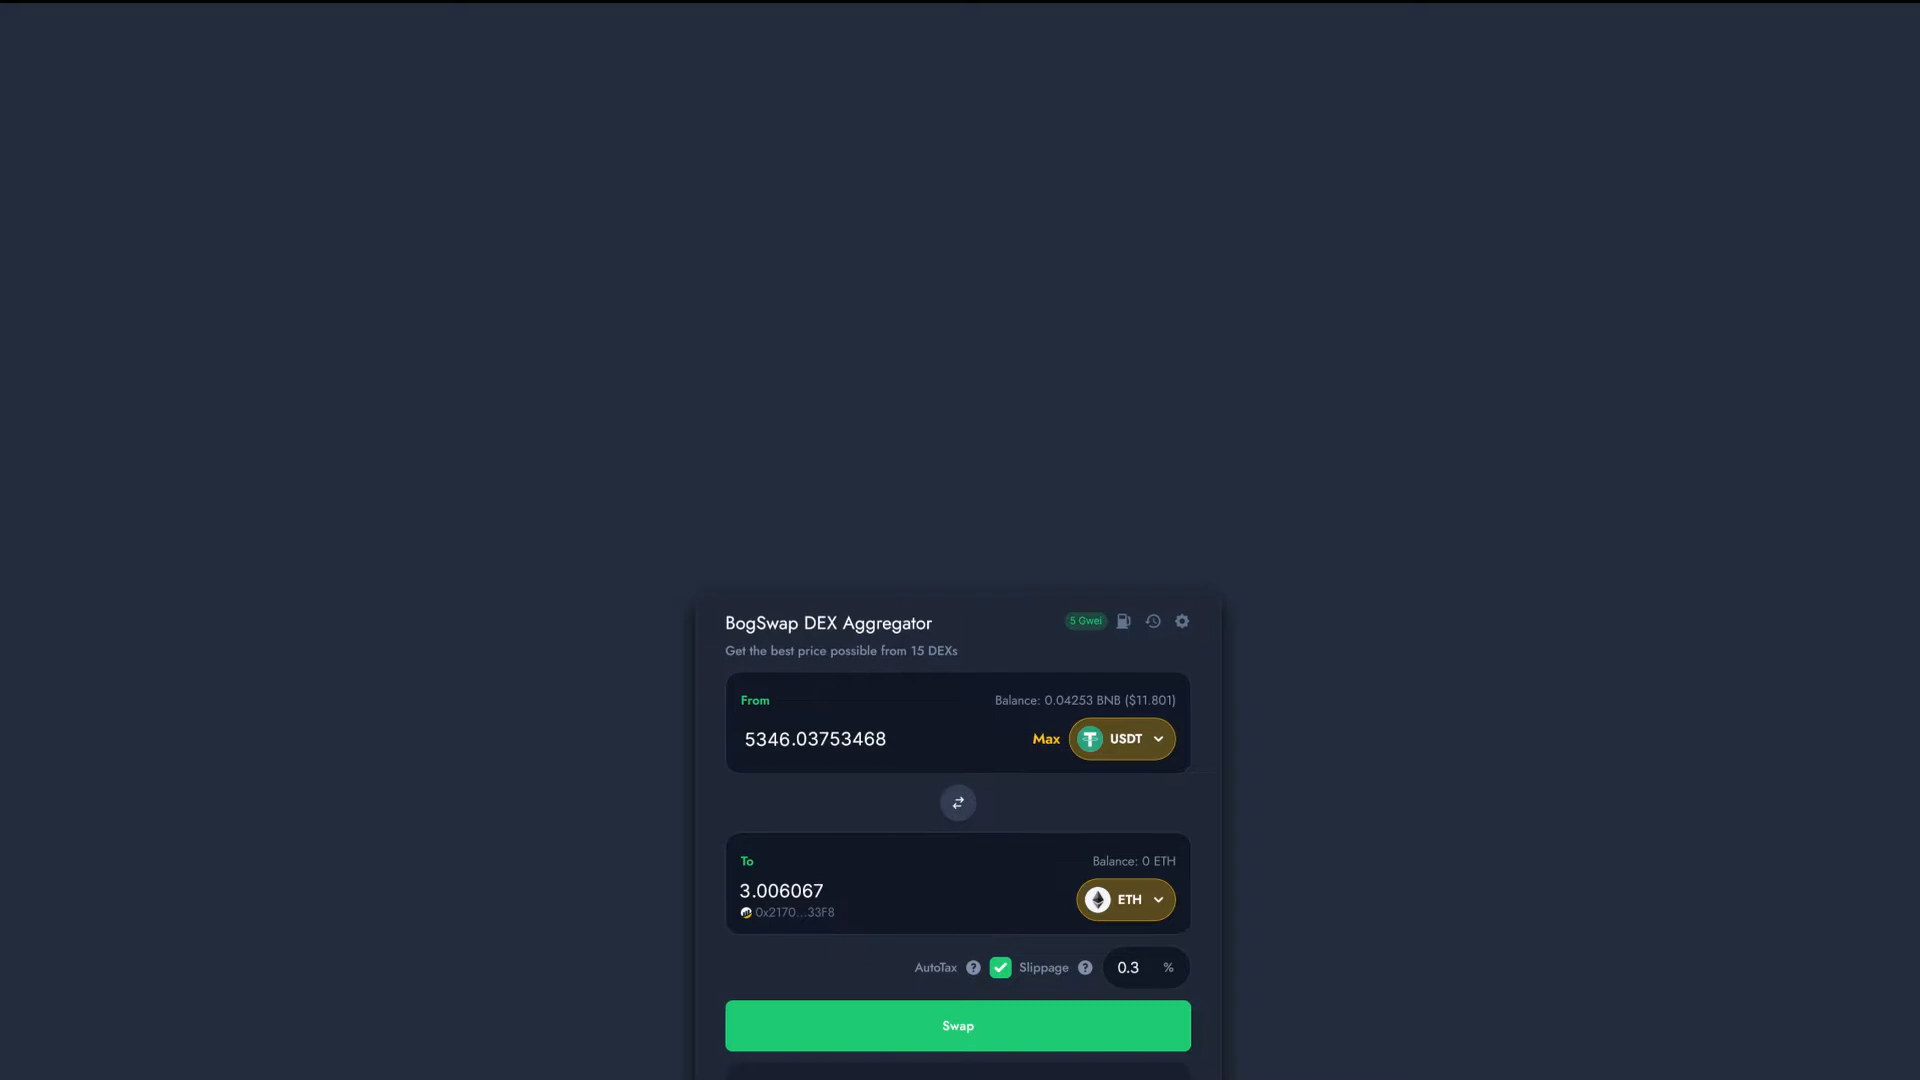 BogSwap DEX Aggregator
5 Gwei
Get the best price possible from 15 DEXs
From
Balance: 0.04253 BNB ($11.801)
5346.03753468
Max
USDT
To
Balance: 0 ETH
3.006067
ETH
0x2170...33F8
AutoTax ? Slippage ? 0.3 %
Swap